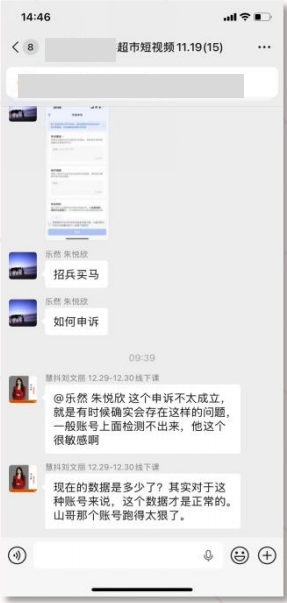 14:46
8
超市短视频11.19(15)
乐然 朱悦欣
招兵买马
乐然 朱悦欣
如何申诉
09:39
慧抖刘文丽 12.29-12.30线下课
@乐然 朱悦欣 这个申诉不太成立,
就是有时候确实会存在这样的问题,
一般账号上面检测不出来，他这个
很敏感啊
慧抖刘文丽 12.29-12.30线下课
现在的数据是多少了？其实对于这
种账号来说，这个数据才是正常的。
山哥那个账号跑得太狠了。